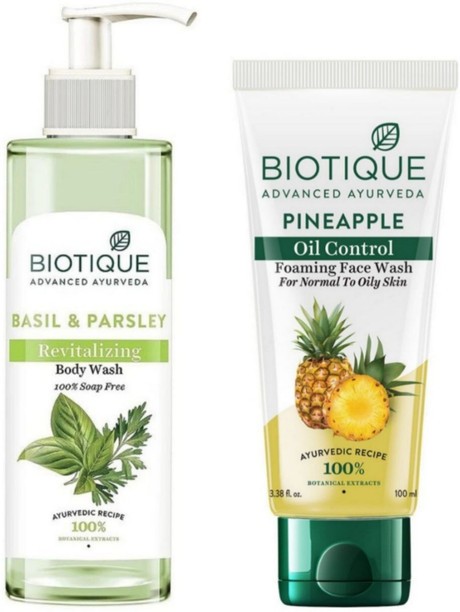 BIOTIQUE
ADVANCED AYURVEDA
BASIL & PARSLEY
Revitalizing
Body Wash
100% Soap Free
AYURVEDIC RECIPE
100%
BOTANICAL EXTRACTS
BIOTIQUE
ADVANCED AYURVEDA
PINEAPPLE
Oil Control
Foaming Face Wash
For Normal To Oily Skin
AYURVEDIC RECIPE
100%
BOTANICAL EXTRACTS
3.38 fl. oz. 100 ml